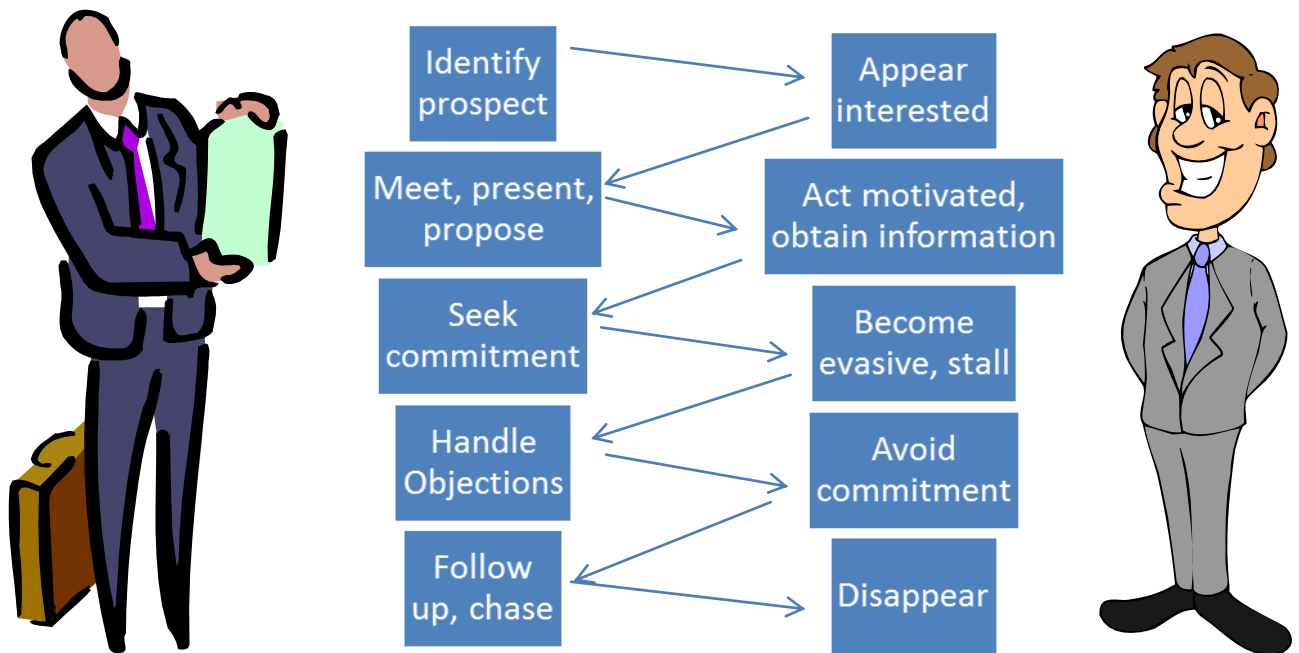 Identify
prospect
Appear
interested
Meet, present,
propose
Act motivated,
obtain information
Seek
commitment
Become
evasive, stall
Handle
Objections
Avoid
commitment
Follow
up, chase
Disappear